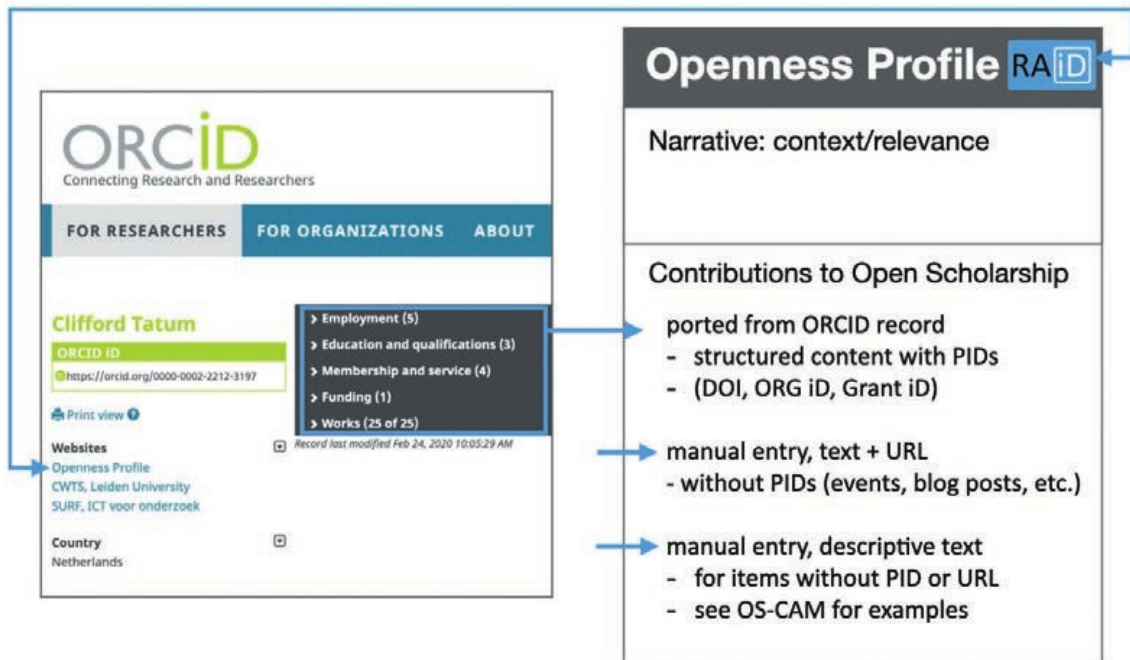 ORCiD
Connecting Research and Researchers
FOR RESEARCHERS FOR ORGANIZATIONS ABOUT
Clifford Tatum
ORCID iD
https://orcid.org/0000-0002-2212-3197
Print view
Websites
Openness Profile
CWTS, Leiden University
SURF, ICT voor onderzoek
Country
Netherlands
> Employment (5)
> Education and qualifications (3)
> Membership and service (4)
> Funding (1)
> Works (25 of 25)
Record last modified Feb 24, 2020 10:05:29 AM
Openness Profile RAiD
Narrative: context/relevance
Contributions to Open Scholarship
ported from ORCID record
- structured content with PIDs
- (DOI, ORG iD, Grant iD)
manual entry, text + URL
- without PIDs (events, blog posts, etc.)
manual entry, descriptive text
- for items without PID or URL
- see OS-CAM for examples